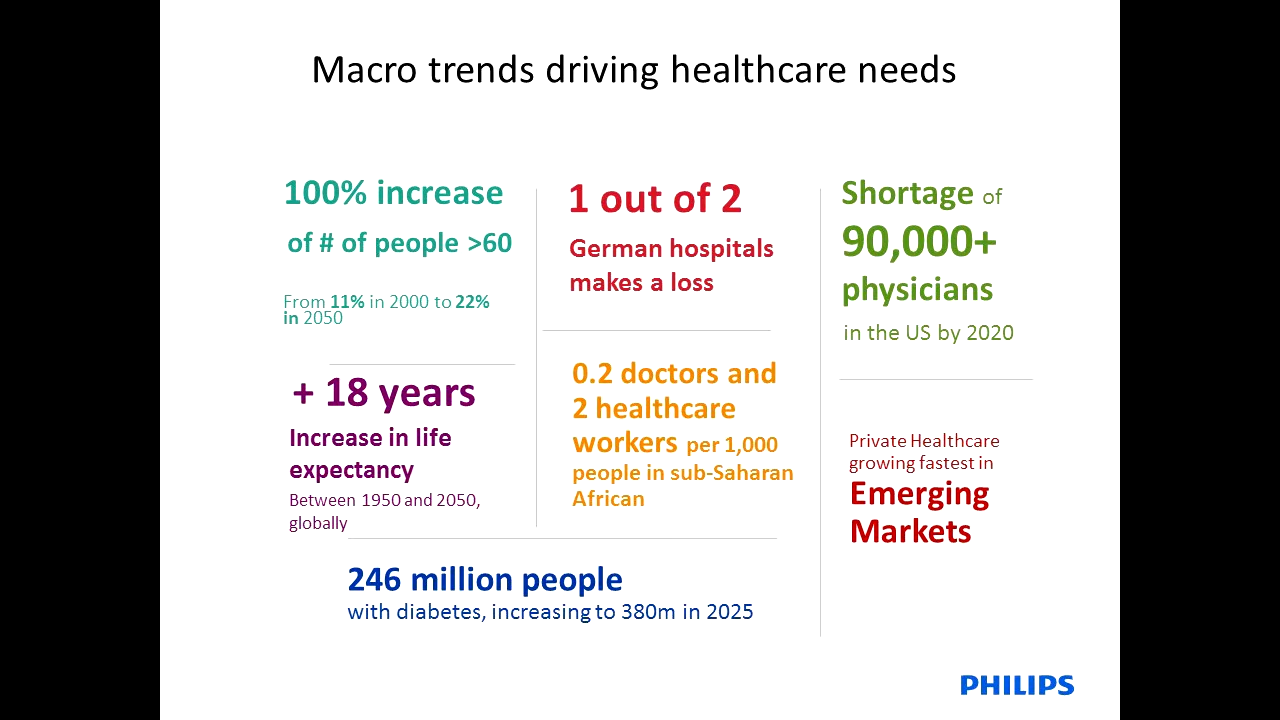 Macro trends driving healthcare needs
100% increase
of # of people >60
From 11% in 2000 to 22%
in 2050
+ 18 years
Increase in life
expectancy
Between 1950 and 2050,
globally
1 out of 2
German hospitals
makes a loss
0.2 doctors and
2 healthcare
workers per 1,000
people in sub-Saharan
African
246 million people
with diabetes, increasing to 380m in 2025
Shortage of
90,000+
physicians
in the US by 2020
Private Healthcare
growing fastest in
Emerging
Markets
PHILIPS